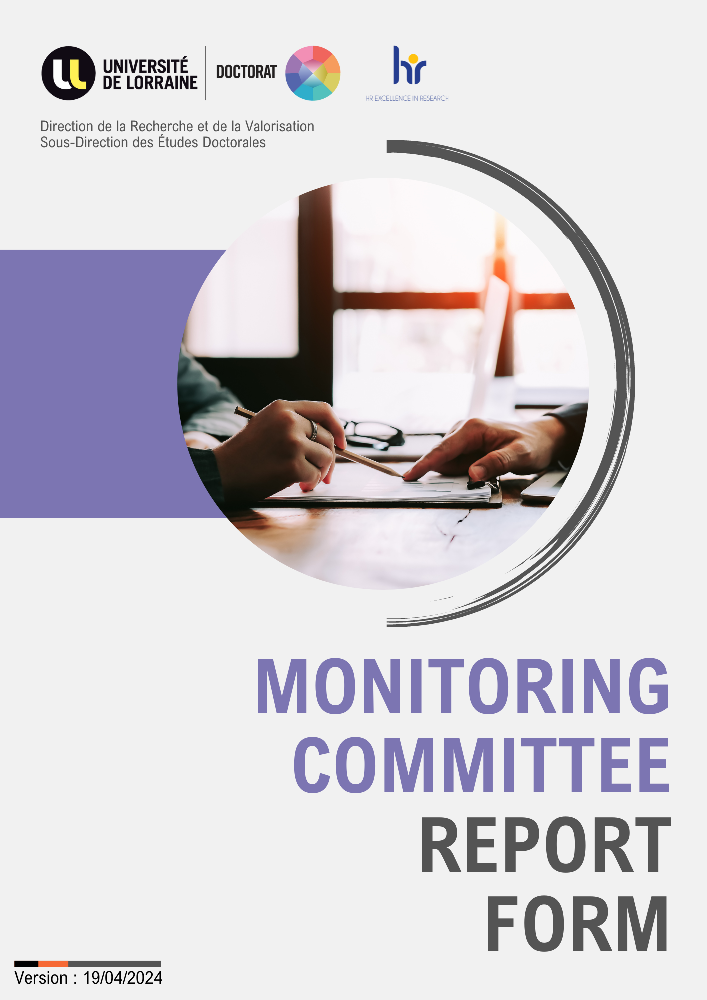 UNIVERSITÉ
DE LORRAINE
DOCTORAT
hr
HR EXCELLENCE IN RESEARCH
Direction de la Recherche et de la Valorisation
Sous-Direction des Études Doctorales
MONITORING
COMMITTEE
REPORT
FORM
Version : 19/04/2024